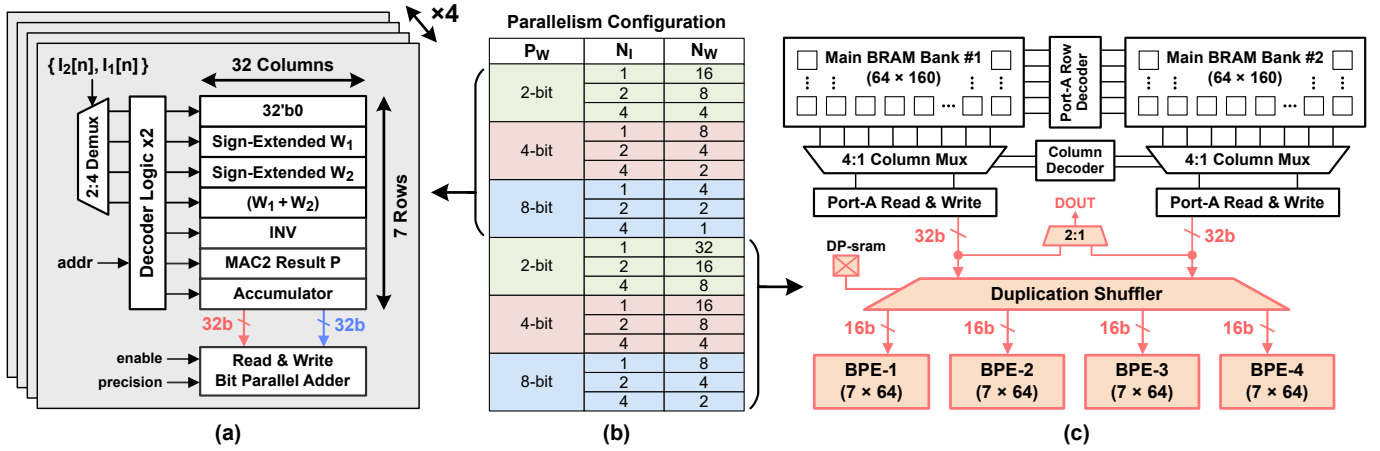 ×4
{ I2[n], I1[n] }
32 Columns
2:4 Demux
Decoder Logic x2
32'b0
Sign-Extended W1
Sign-Extended W2
(W1 + W2)
INV
MAC2 Result P
Accumulator
7 Rows
addr
32b
32b
enable
precision
Read & Write
Bit Parallel Adder
(a)
Parallelism Configuration
PW NI NW
2-bit
1 16
2 8
4 4
4-bit
1 8
2 4
4 2
8-bit
1 4
2 2
4 1
2-bit
1 32
2 16
4 8
4-bit
1 16
2 8
4 4
8-bit
1 8
2 4
4 2
(b)
Main BRAM Bank #1
(64 × 160)
Port-A Row
Decoder
Main BRAM Bank #2
(64 × 160)
4:1 Column Mux
Column
Decoder
4:1 Column Mux
Port-A Read & Write
Port-A Read & Write
DOUT
32b
2:1
32b
DP-sram
Duplication Shuffler
16b
16b
16b
16b
BPE-1
(7 × 64)
BPE-2
(7 × 64)
BPE-3
(7 × 64)
BPE-4
(7 × 64)
(c)